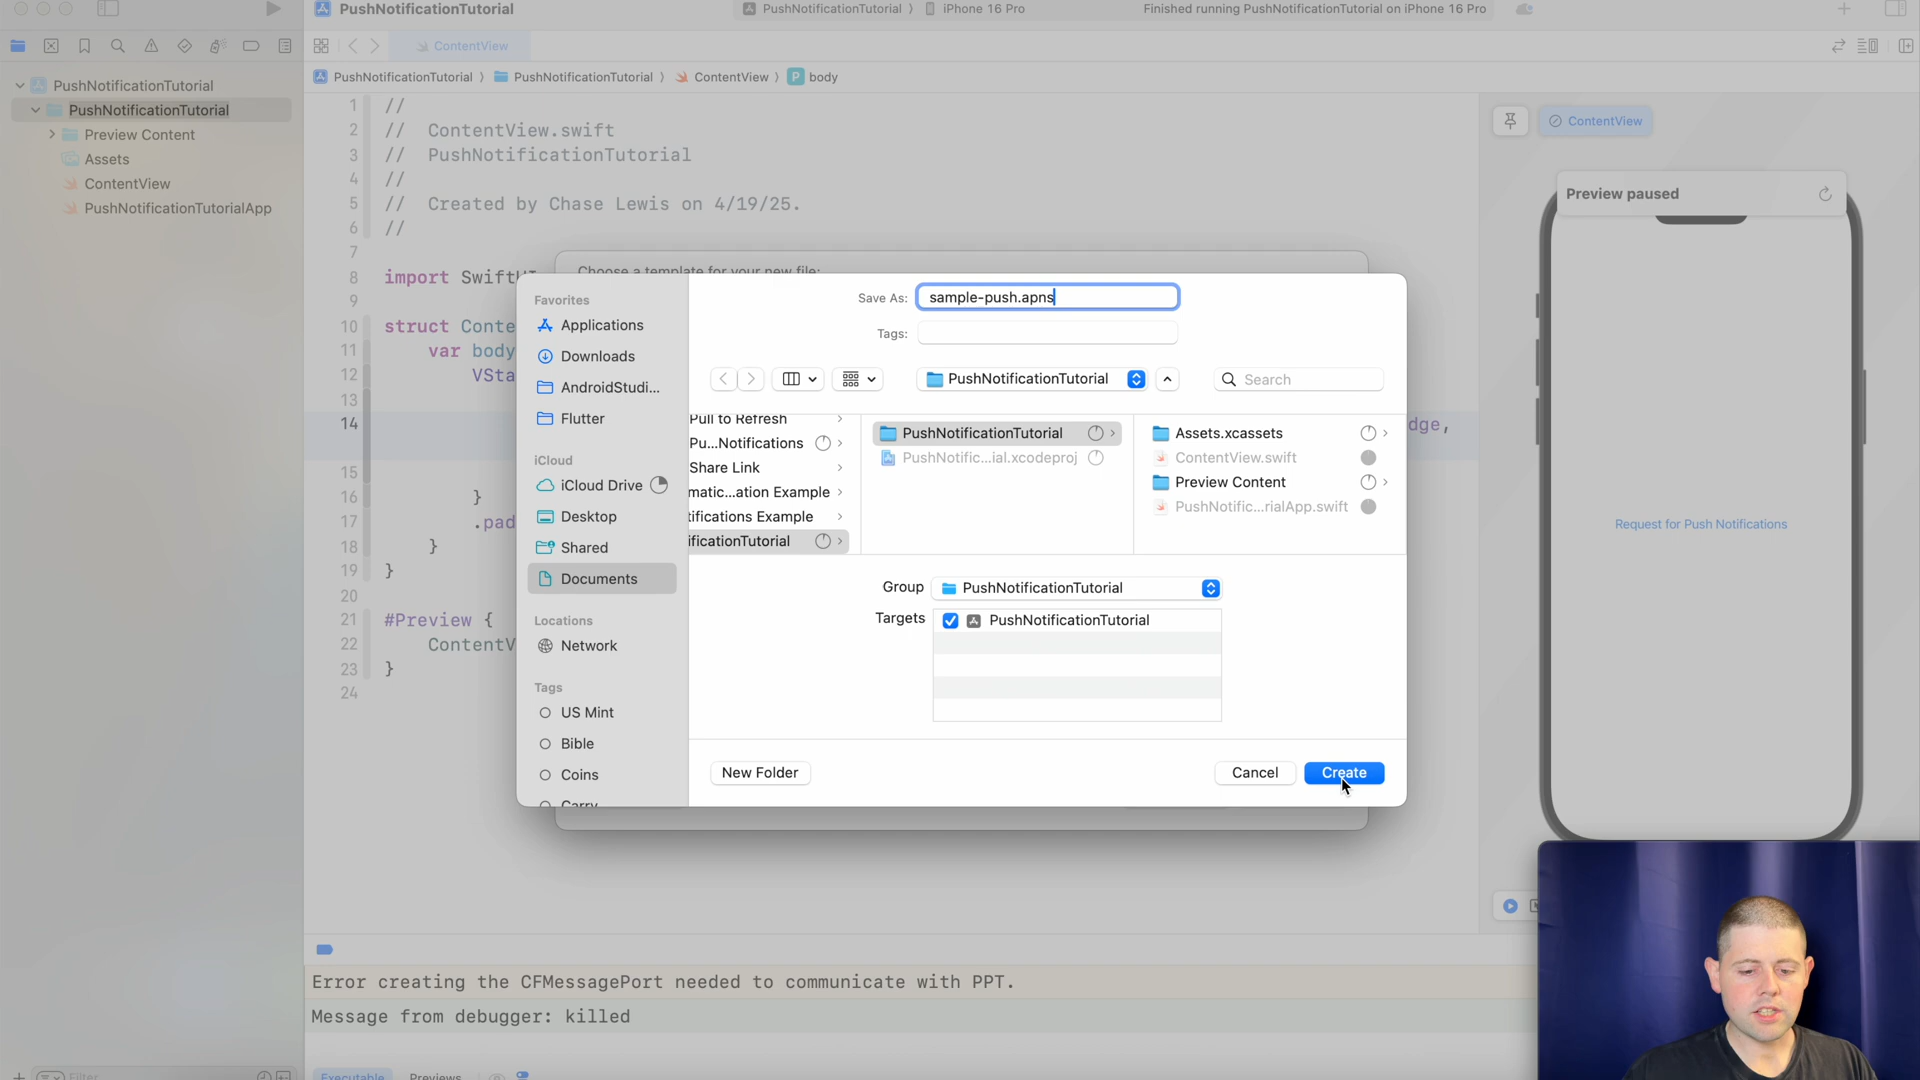 PushNotificationTutorial
PushNotificationTutorial
iPhone 16 Pro
Finished running PushNotificationTutorial on iPhone 16 Pro
ContentView
PushNotificationTutorial
PushNotificationTutorial
ContentView
body
PushNotificationTutorial
PushNotificationTutorial
Preview Content
Assets
ContentView
PushNotificationTutorialApp
1 //
2 // ContentView.swift
3 // PushNotificationTutorial
4 //
5 // Created by Chase Lewis on 4/19/25.
6 //
7
8 import SwiftUI
9
10 struct Conte
11 var body
12 VSta
13
14
dge,
15
16 }
17 .pad
18 }
19 }
20
21 #Preview {
22 ContentV
23 }
24
Choose a template for your new file:
Favorites
Applications
Downloads
AndroidStudi...
Flutter
iCloud
iCloud Drive
Desktop
Shared
Documents
Locations
Network
Tags
US Mint
Bible
Coins
Carry
Save As: sample-push.apns
Tags:
PushNotificationTutorial
Search
Pull to Refresh
Pu...Notifications
Share Link
matic...ation Example
ifications Example
ificationTutorial
PushNotificationTutorial
PushNotific...ial.xcodeproj
Assets.xcassets
ContentView.swift
Preview Content
PushNotific...rialApp.swift
Group PushNotificationTutorial
Targets PushNotificationTutorial
New Folder
Cancel
Create
ContentView
Preview paused
Request for Push Notifications
Error creating the CFMessagePort needed to communicate with PPT.
Message from debugger: killed
Filter
Executable
Previews